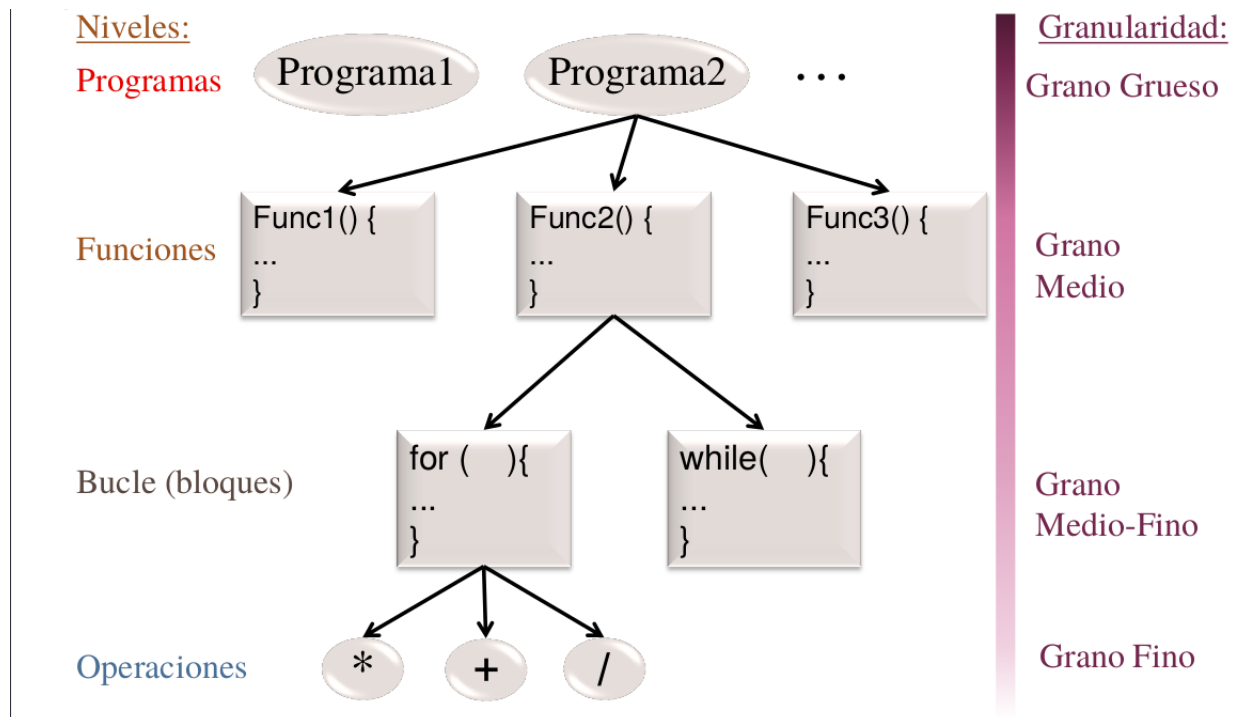 Niveles:
Granularidad:
Programas
Programa1
Programa2
...
Grano Grueso
Funciones
Func1() {
...
}
Func2() {
...
}
Func3() {
...
}
Grano
Medio
Bucle (bloques)
for (    ){
...
}
while(    ){
...
}
Grano
Medio-Fino
Operaciones
*
+
/
Grano Fino